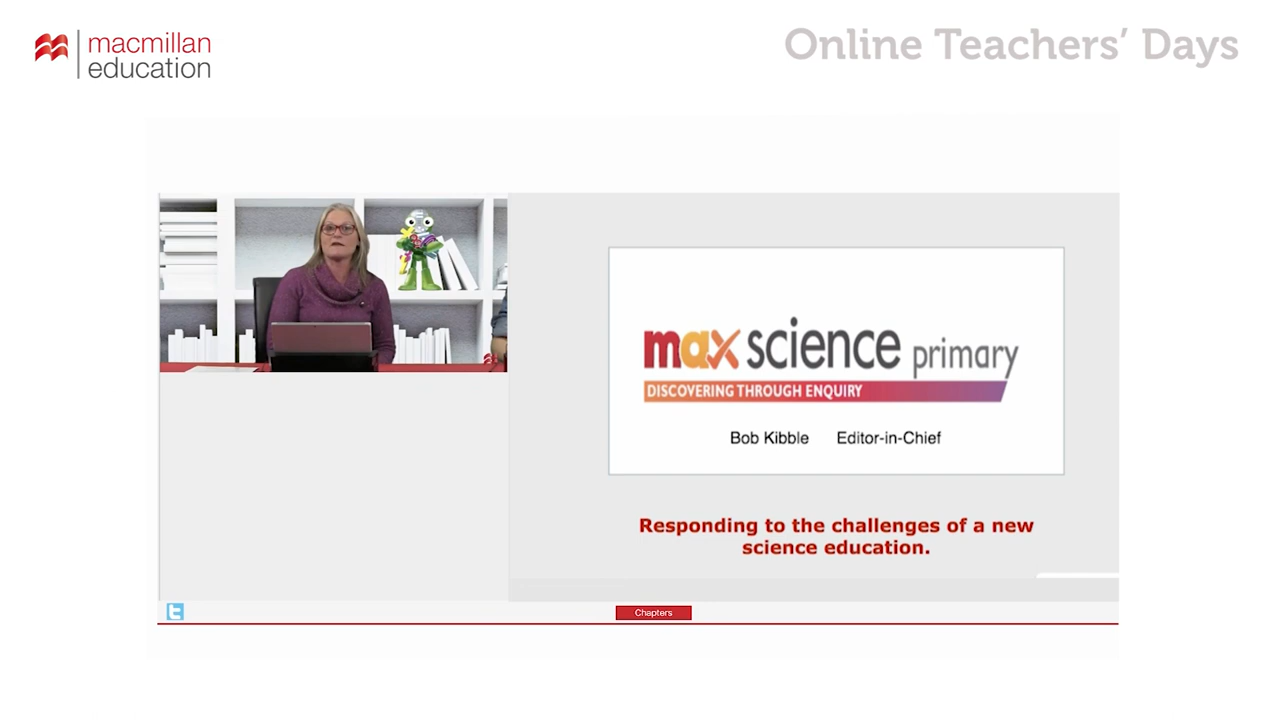 macmillan
education
Online Teachers’ Days
max science primary
DISCOVERING THROUGH ENQUIRY
Bob Kibble Editor-in-Chief
Responding to the challenges of a new
science education.
Chapters